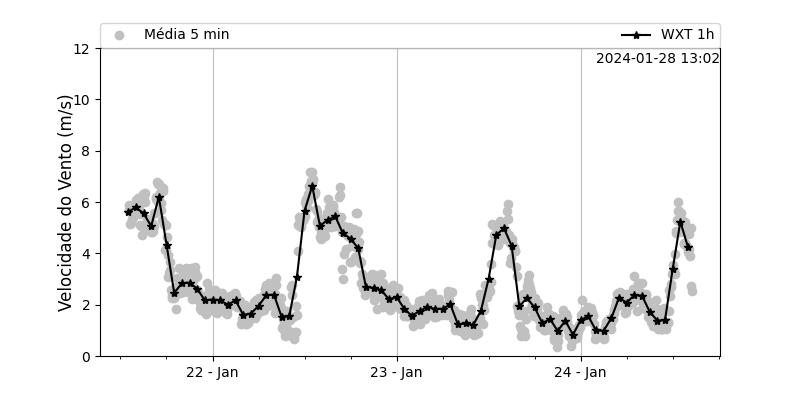 Média 5 min
WXT 1h
2024-01-28 13:02
Velocidade do Vento (m/s)
12
10
8
6
4
2
0
22 - Jan
23 - Jan
24 - Jan